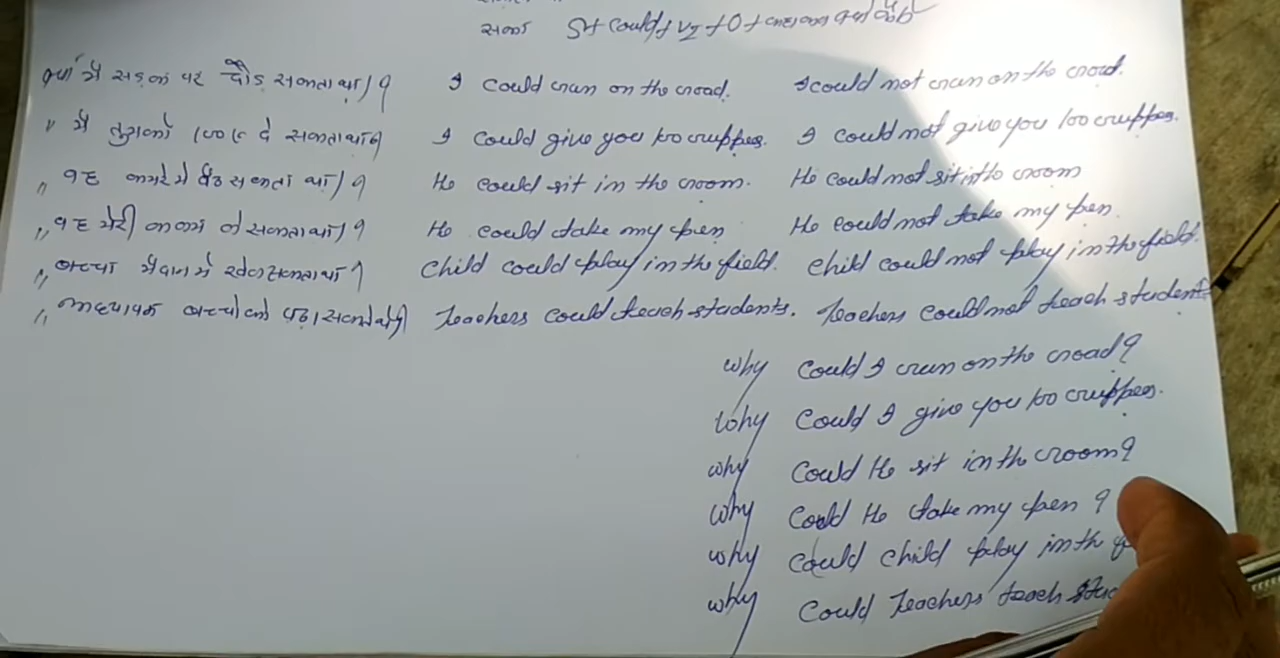 सकता S+could+V1+O+
क्यों मैं सड़क पर दौड़ सकता था/? I could run on the road. I could not run on the road.
" मैं तुमको 100 रु दे सकता था? I could give you 100 ruppes. I could not give you 100 ruppes.
" वह कमरे में बैठ सकता था/? He could sit in the room. He could not sit in the room
" वह मेरी कलम ले सकता था/? He could take my pen He could not take my pen.
" बच्चा मैदान में खेल सकता था? Child could play in the field. Child could not play in the field.
" अध्यापक बच्चो को पढ़ा सकते थे? Teachers could teach students. Teachers could not teach students
why Could I run on the road?
Why Could I give you 100 ruppes.
why Could He sit in the room?
Why Could He take my pen ?
why Could child play in the
why Could Teachers teach